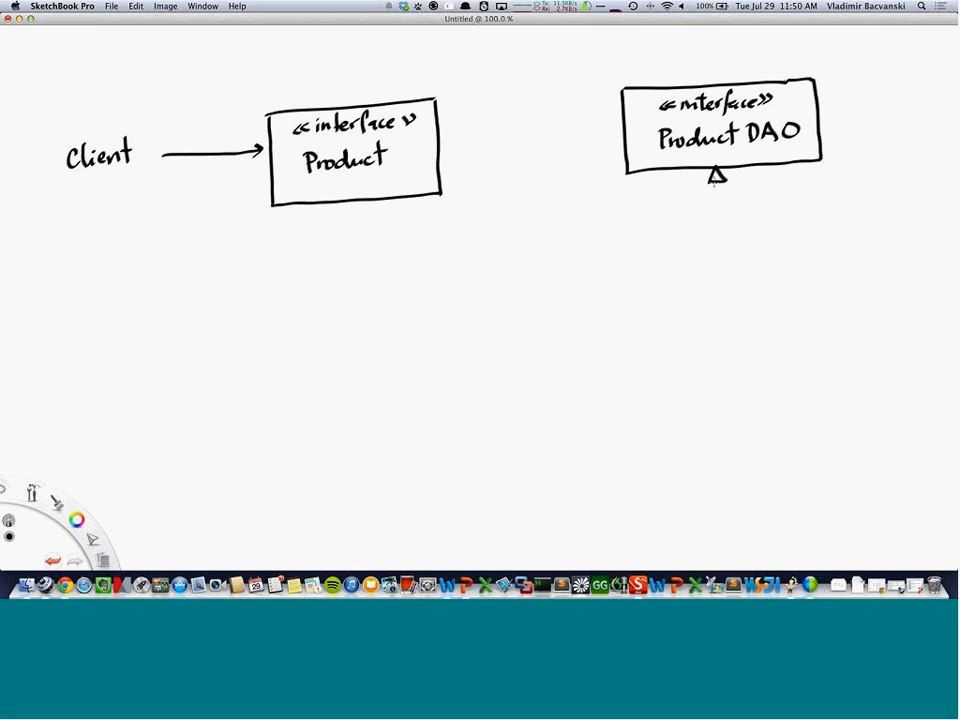 SketchBook Pro File Edit Image Window Help 100% Tue Jul 29 11:50 AM Vladimir Bacvanski
Untitled @ 100.0 %
Client
«interface»
Product
«interface»
Product DAO